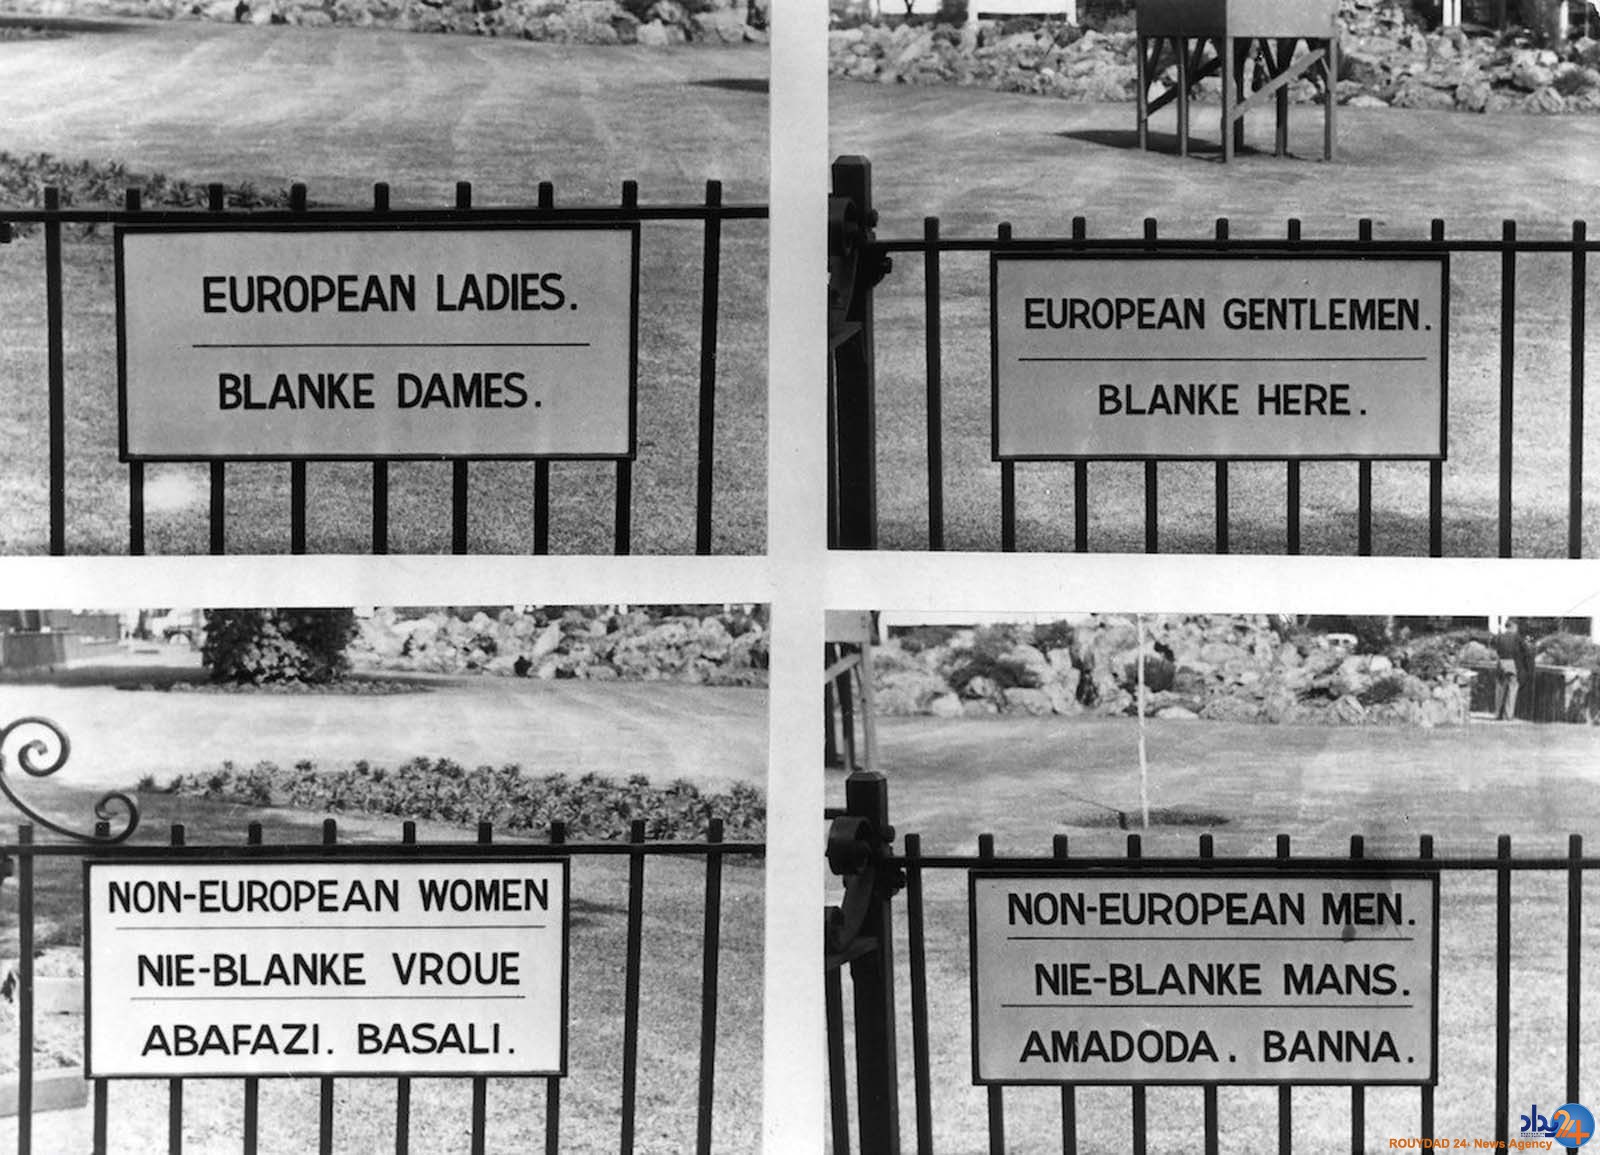 EUROPEAN LADIES.
BLANKE DAMES.
EUROPEAN GENTLEMEN.
BLANKE HERE.
NON-EUROPEAN WOMEN
NIE-BLANKE VROUE
ABAFAZI. BASALI.
NON-EUROPEAN MEN.
NIE-BLANKE MANS.
AMADODA. BANNA.
24
ROUYDAD 24- News Agency